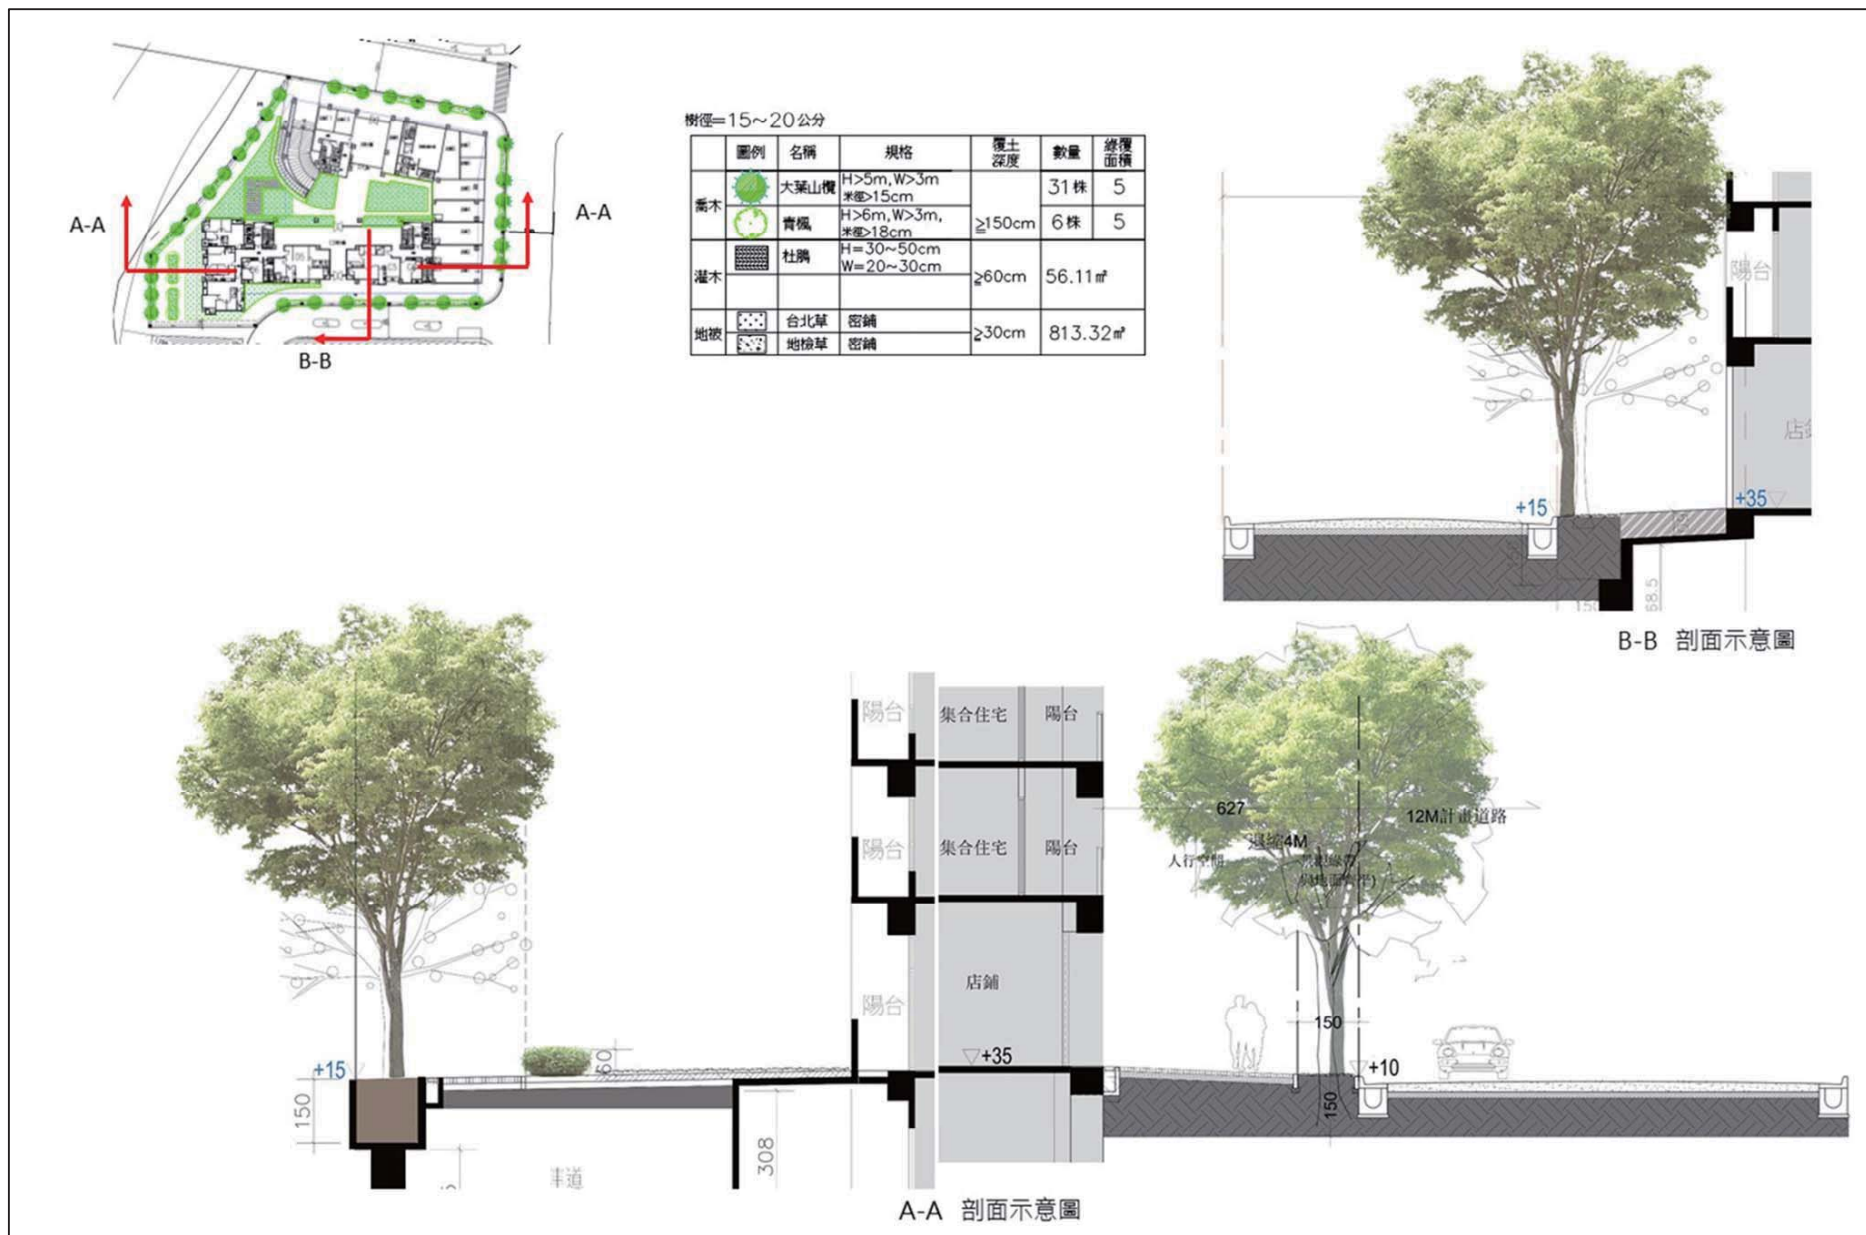 A-A
A-A
B-B
樹徑=15~20公分
圖例 名稱 規格 覆土深度 數量 綠覆面積
喬木 大葉山欖 H>5m,W>3m 米徑>15cm 31株 5
青楓 H>6m,W>3m, 米徑>18cm ≧150cm 6株 5
灌木 杜鵑 H=30~50cm W=20~30cm ≧60cm 56.11㎡
地被 台北草 密鋪 ≧30cm 813.32㎡
地檢草 密鋪
陽台
+15
+35
68.5
B-B 剖面示意圖
陽台 集合住宅 陽台
627
12M計畫道路
退縮4M
陽台 集合住宅 陽台
人行空間
店鋪
陽台
150
+15
60
+35
+10
150
150
308
車道
A-A 剖面示意圖